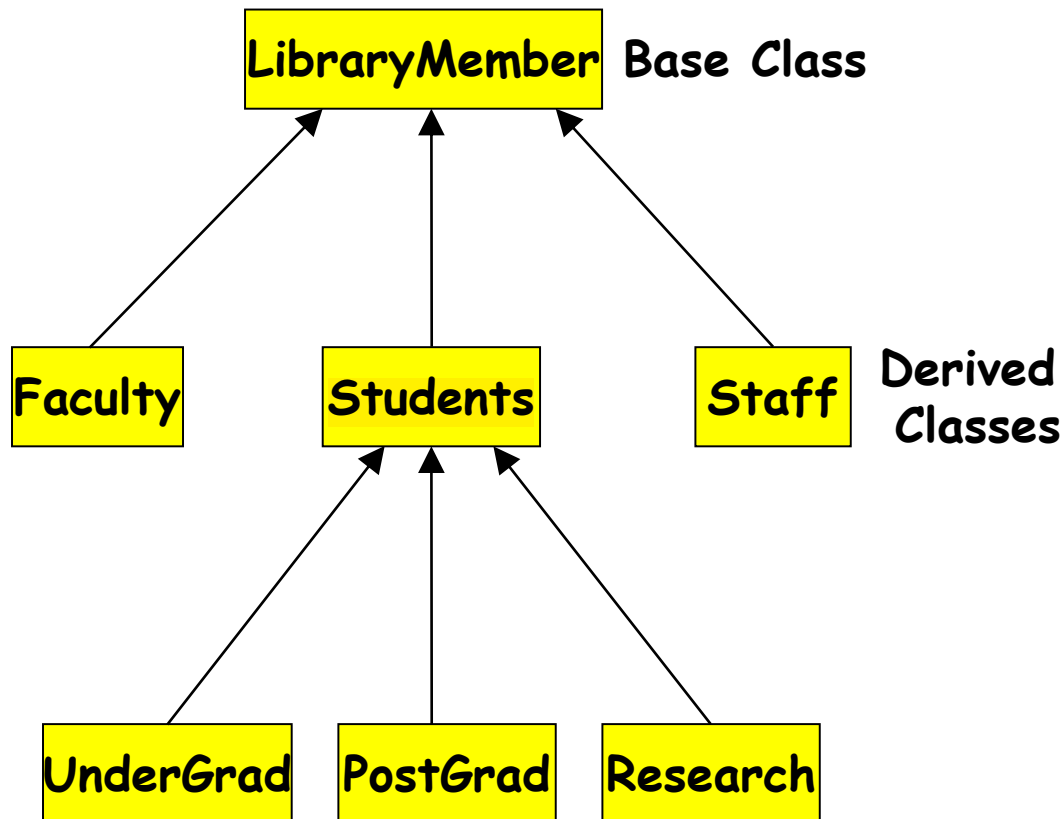 LibraryMember Base Class
Faculty Students Staff Derived
Classes
UnderGrad PostGrad Research